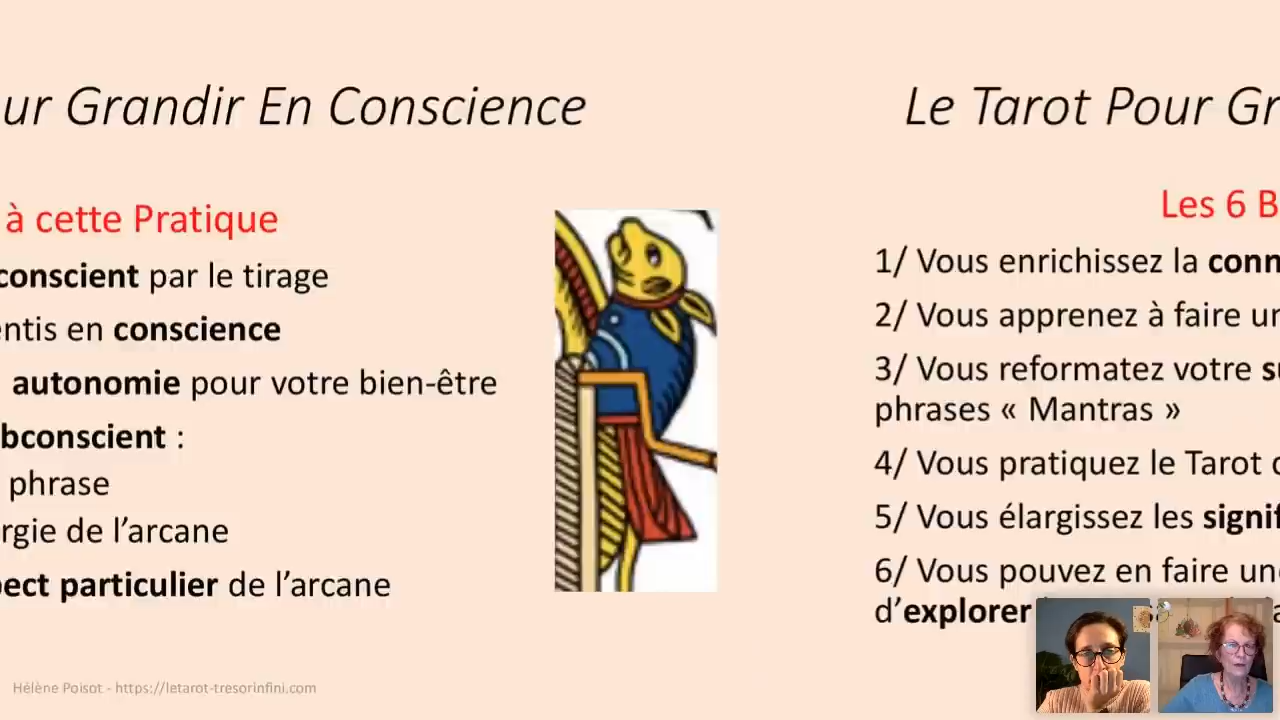 ur Grandir En Conscience
à cette Pratique
conscient par le tirage
entis en conscience
autonomie pour votre bien-être
bconscient :
phrase
rgie de l’arcane
pect particulier de l’arcane
Hélène Poisot - https://letarot-tresorinfini.com
Le Tarot Pour Gr
Les 6 B
1/ Vous enrichissez la conn
2/ Vous apprenez à faire un
3/ Vous reformatez votre su
phrases « Mantras »
4/ Vous pratiquez le Tarot
5/ Vous élargissez les signif
6/ Vous pouvez en faire une
d’explorer